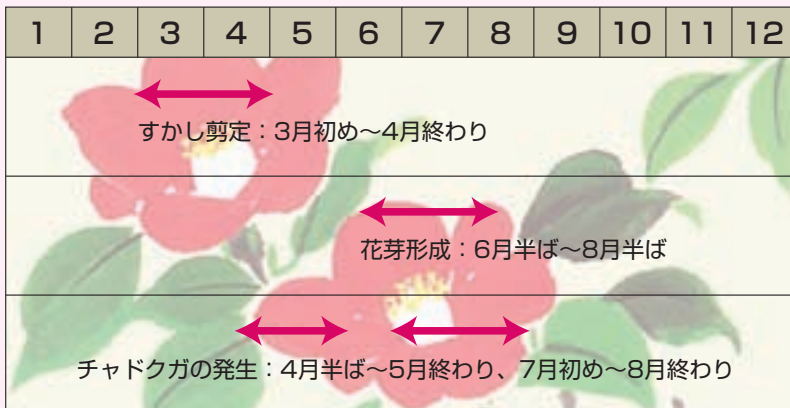 1 2 3 4 5 6 7 8 9 10 11 12
すかし剪定：3月初め～4月終わり
花芽形成：6月半ば～8月半ば
チャドクガの発生：4月半ば～5月終わり、7月初め～8月終わり